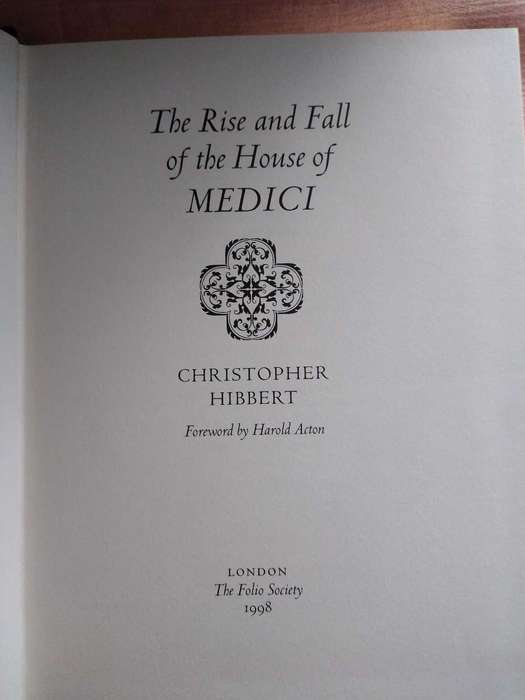 The Rise and Fall
of the House of
MEDICI
CHRISTOPHER
HIBBERT
Foreword by Harold Acton
LONDON
The Folio Society
1998